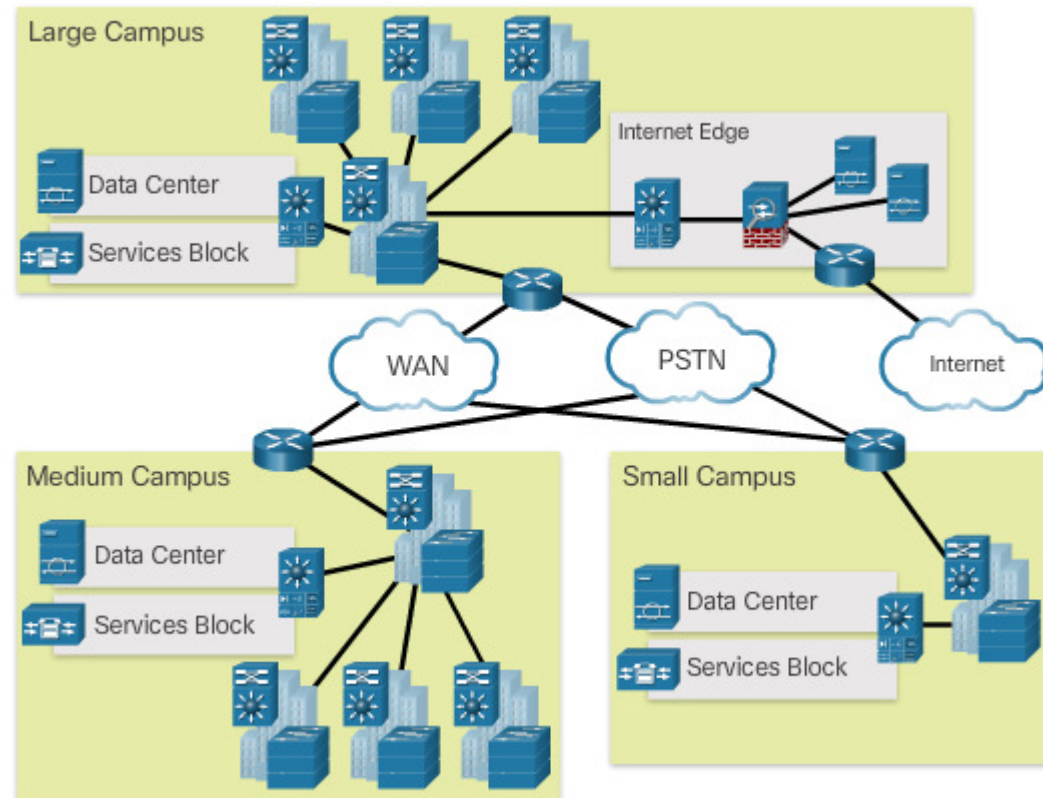 Large Campus
Internet Edge
Data Center
Services Block
WAN
PSTN
Internet
Medium Campus
Data Center
Services Block
Small Campus
Data Center
Services Block